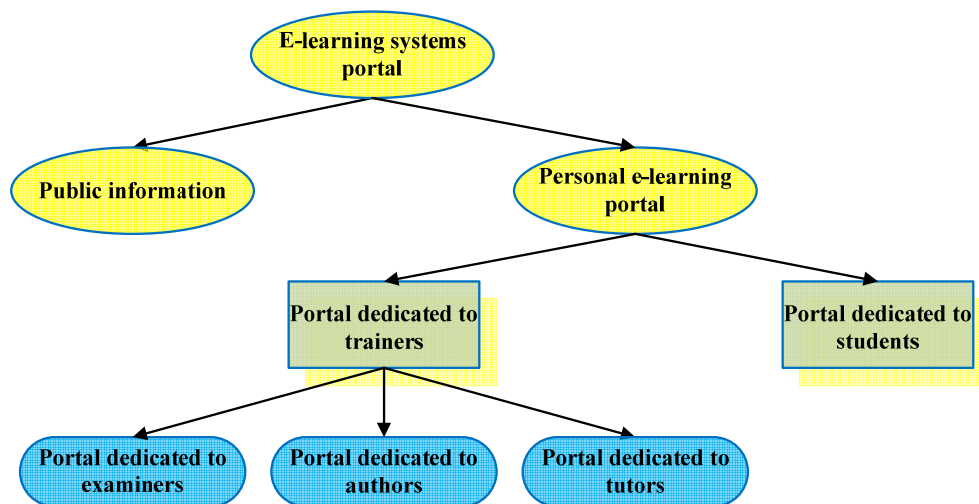 E-learning systems
portal
Public information
Personal e-learning
portal
Portal dedicated to
trainers
Portal dedicated to
students
Portal dedicated to
examiners
Portal dedicated to
authors
Portal dedicated to
tutors